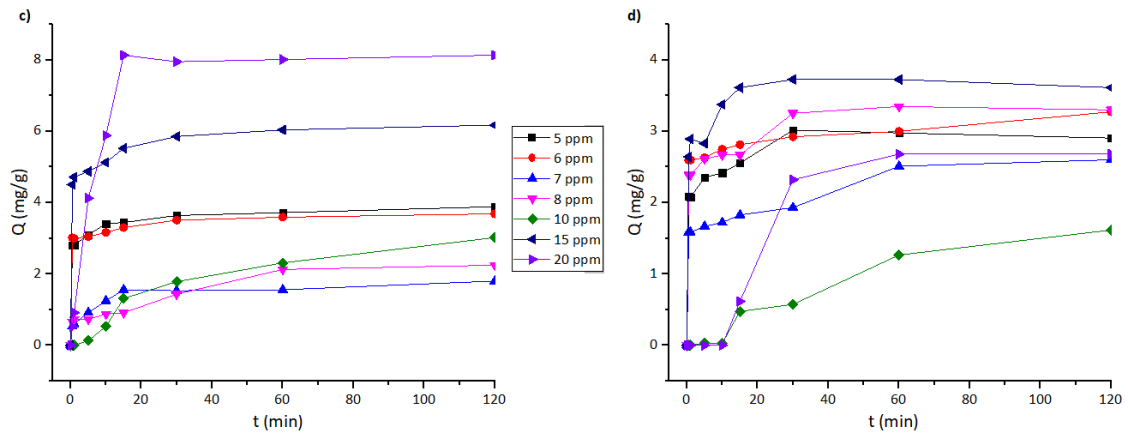 c)
Q (mg/g)
8
6
4
2
0
0 20 40 60 80 100 120
t (min)
5 ppm
6 ppm
7 ppm
8 ppm
10 ppm
15 ppm
20 ppm
d)
Q (mg/g)
4
3
2
1
0
0 20 40 60 80 100 120
t (min)